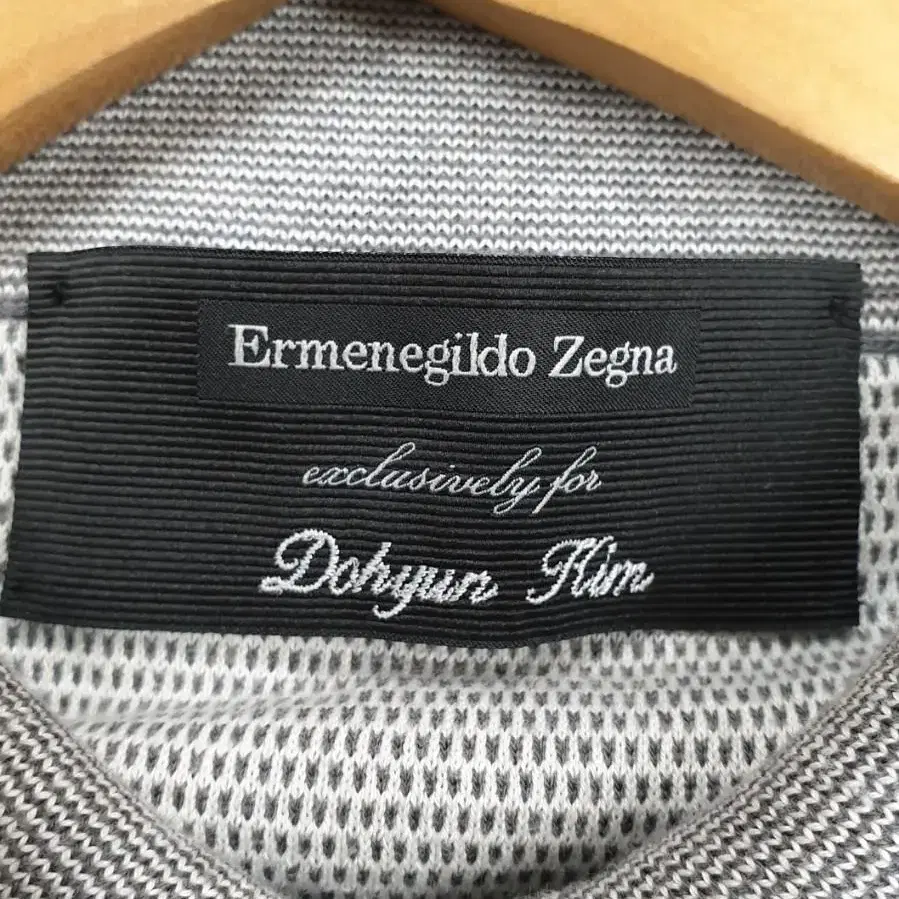 Ermenegildo Zegna
exclusively for
Dohyun Kim